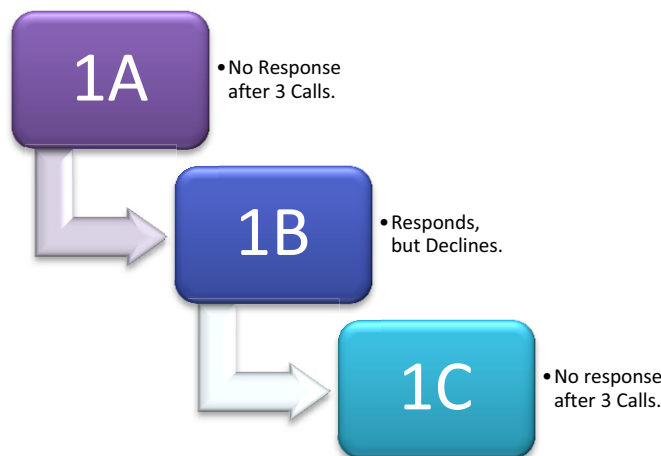 1A
•No Response
after 3 Calls.
1B
•Responds,
but Declines.
1C
•No response
after 3 Calls.